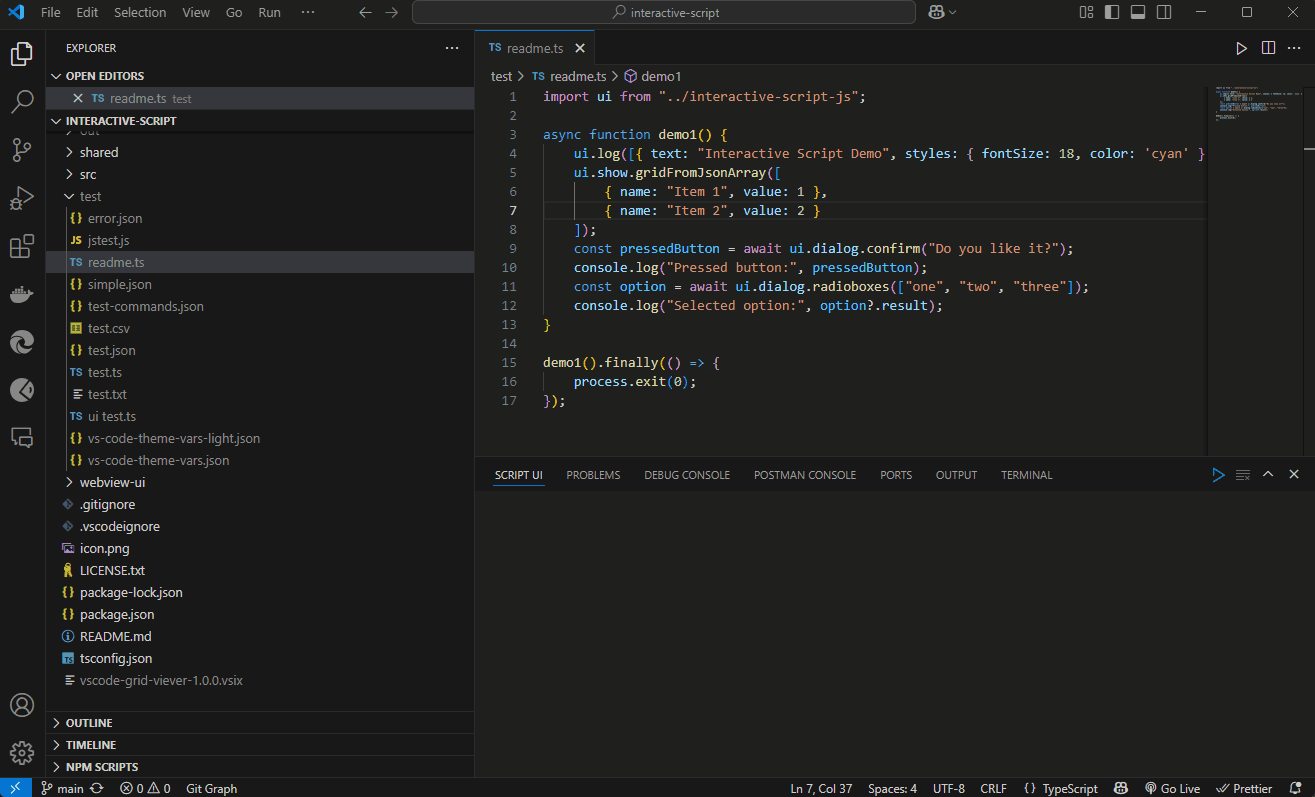 File Edit Selection View Go Run ··· interactive-script
EXPLORER ···
OPEN EDITORS
TS readme.ts test
INTERACTIVE-SCRIPT
out
shared
src
test
{} error.json
JS jstest.js
TS readme.ts
{} simple.json
{} test-commands.json
test.csv
{} test.json
TS test.ts
test.txt
TS ui test.ts
{} vs-code-theme-vars-light.json
{} vs-code-theme-vars.json
webview-ui
.gitignore
.vscodeignore
icon.png
LICENSE.txt
{} package-lock.json
{} package.json
README.md
TS tsconfig.json
vscode-grid-viever-1.0.0.vsix
OUTLINE
TIMELINE
NPM SCRIPTS
TS readme.ts
test > TS readme.ts > demo1
1 import ui from "../interactive-script-js";
2
3 async function demo1() {
4 ui.log([{ text: "Interactive Script Demo", styles: { fontSize: 18, color: 'cyan' }
5 ui.show.gridFromJsonArray([
6 { name: "Item 1", value: 1 },
7 { name: "Item 2", value: 2 }
8 ]);
9 const pressedButton = await ui.dialog.confirm("Do you like it?");
10 console.log("Pressed button:", pressedButton);
11 const option = await ui.dialog.radioboxes(["one", "two", "three"]);
12 console.log("Selected option:", option?.result);
13 }
14
15 demo1().finally(() => {
16 process.exit(0);
17 });
SCRIPT UI PROBLEMS DEBUG CONSOLE POSTMAN CONSOLE PORTS OUTPUT TERMINAL
main 0 0 Git Graph Ln 7, Col 37 Spaces: 4 UTF-8 CRLF {} TypeScript Go Live Prettier